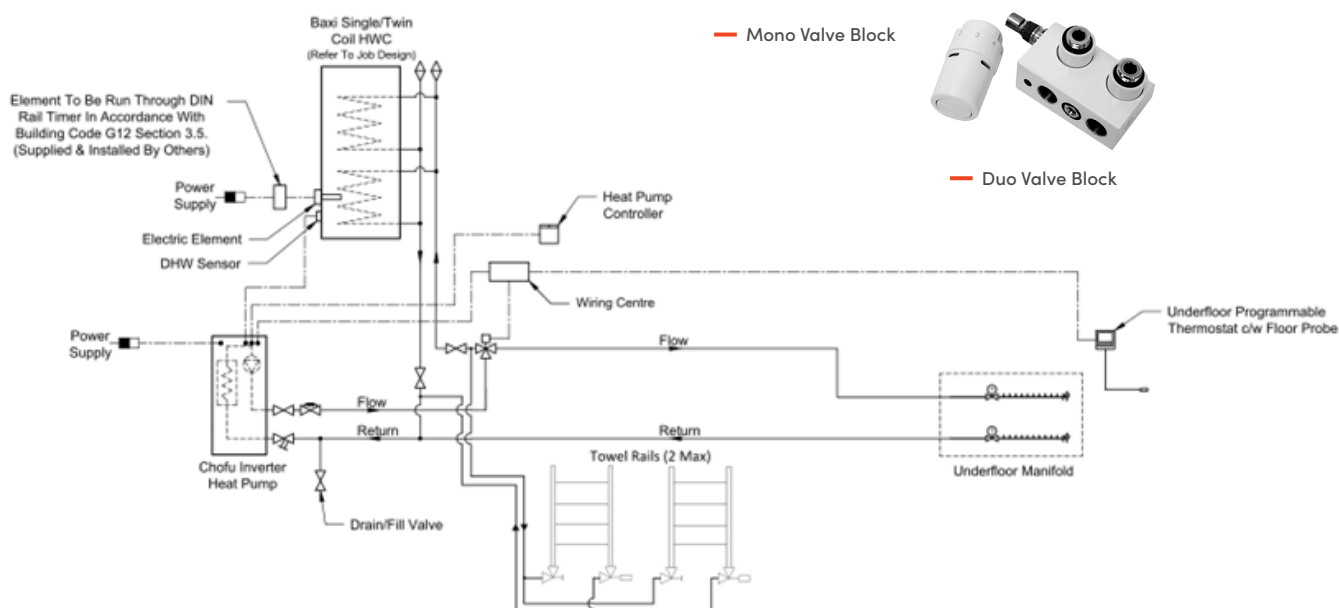 Baxi Single/Twin
Coil HWC
(Refer To Job Design)
Mono Valve Block
Duo Valve Block
Element To Be Run Through DIN
Rail Timer In Accordance With
Building Code G12 Section 3.5.
(Supplied & Installed By Others)
Power
Supply
Electric Element
DHW Sensor
Heat Pump
Controller
Wiring Centre
Power
Supply
Underfloor Programmable
Thermostat c/w Floor Probe
Flow
Flow
Return
Return
Chofu Inverter
Heat Pump
Towel Rails (2 Max)
Underfloor Manifold
Drain/Fill Valve